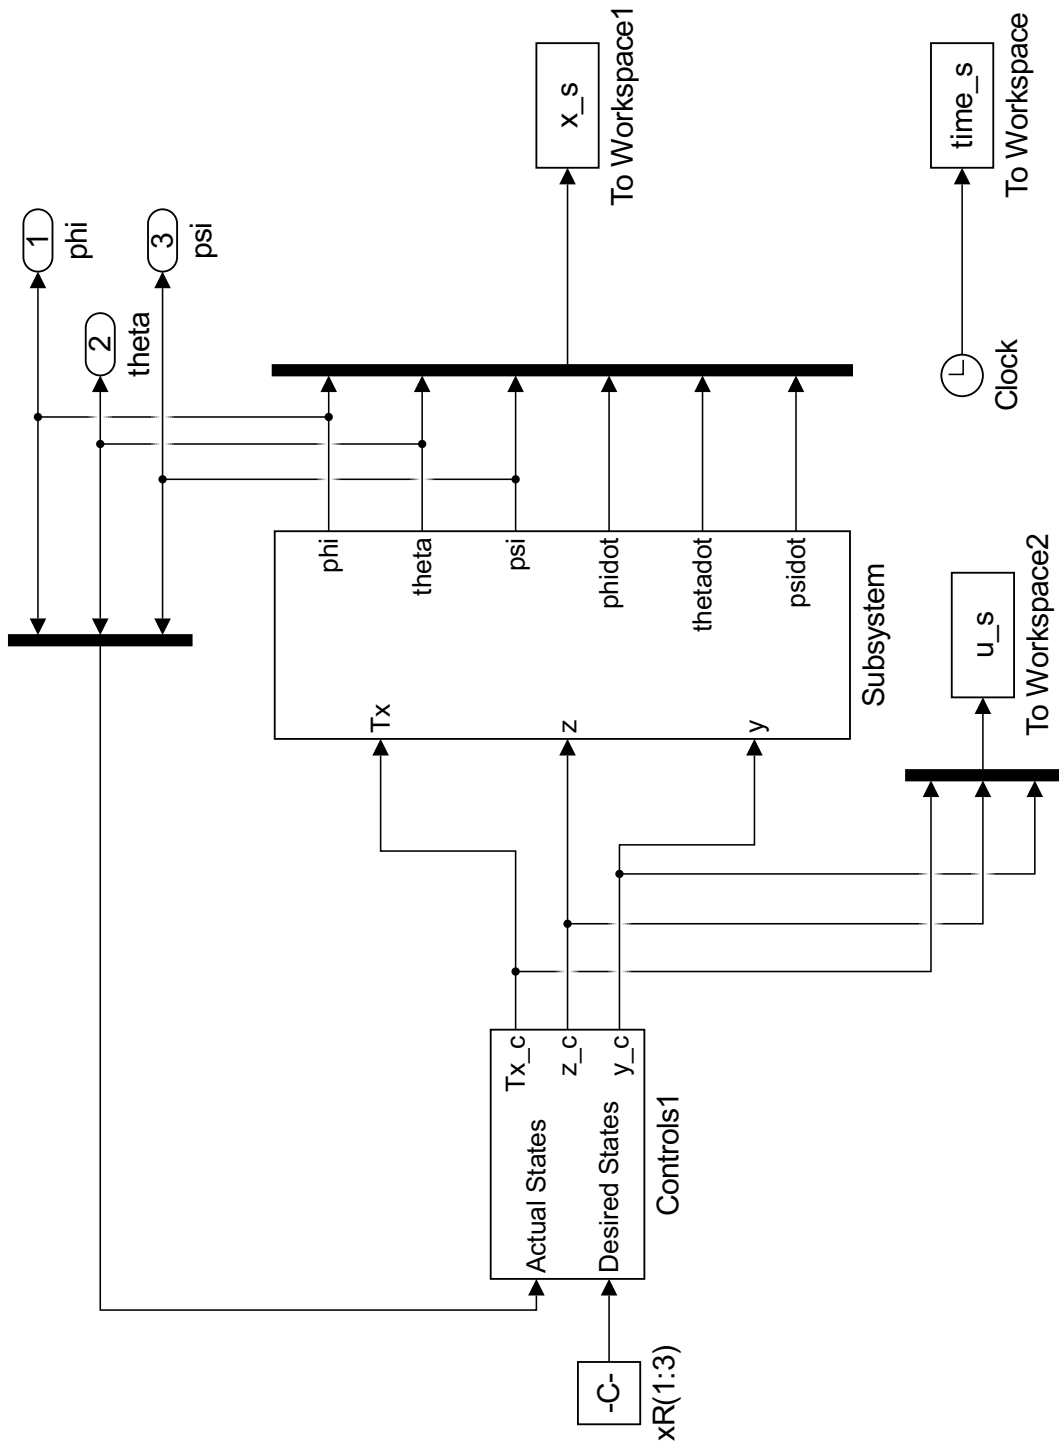 1
phi
2
theta
3
psi
-C-
xR(1:3)
Actual States
Desired States
Tx_c
z_c
y_c
Controls1
Tx
z
y
phi
theta
psi
phidot
thetadot
psidot
Subsystem
x_s
To Workspace1
u_s
To Workspace2
Clock
time_s
To Workspace